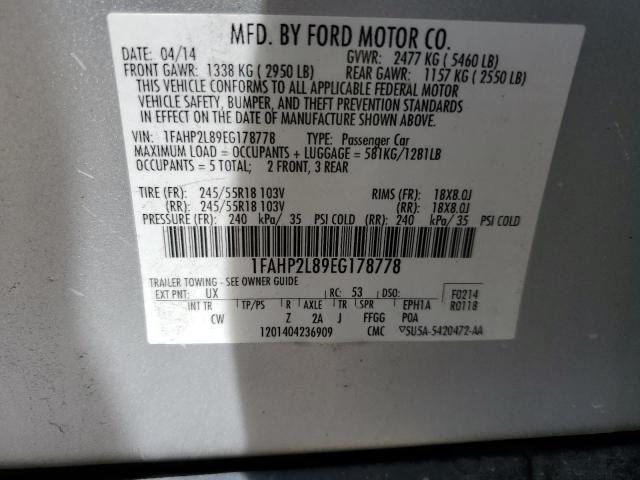 MFD. BY FORD MOTOR CO.
DATE: 04/14 GVWR: 2477 KG ( 5460 LB)
FRONT GAWR: 1338 KG ( 2950 LB) REAR GAWR: 1157 KG ( 2550 LB)
THIS VEHICLE CONFORMS TO ALL APPLICABLE FEDERAL MOTOR
VEHICLE SAFETY, BUMPER, AND THEFT PREVENTION STANDARDS
IN EFFECT ON THE DATE OF MANUFACTURE SHOWN ABOVE.
VIN: 1FAHP2L89EG178778 TYPE: Passenger Car
MAXIMUM LOAD = OCCUPANTS + LUGGAGE = 581KG/1281LB
OCCUPANTS = 5 TOTAL; 2 FRONT, 3 REAR
TIRE (FR): 245/55R18 103V RIMS (FR): 18X8.0J
(RR): 245/55R18 103V (RR): 18X8.0J
PRESSURE (FR): 240 kPa/ 35 PSI COLD (RR): 240 kPa/ 35 PSI COLD
1FAHP2L89EG178778
TRAILER TOWING - SEE OWNER GUIDE
EXT PNT: UX RC: 53 DSO: F0214
INT TR TP/PS R AXLE TR SPR EPH1A R0118
CW Z 2A J FFGG POA
1201404236909 CMC 5U5A-5420472-AA